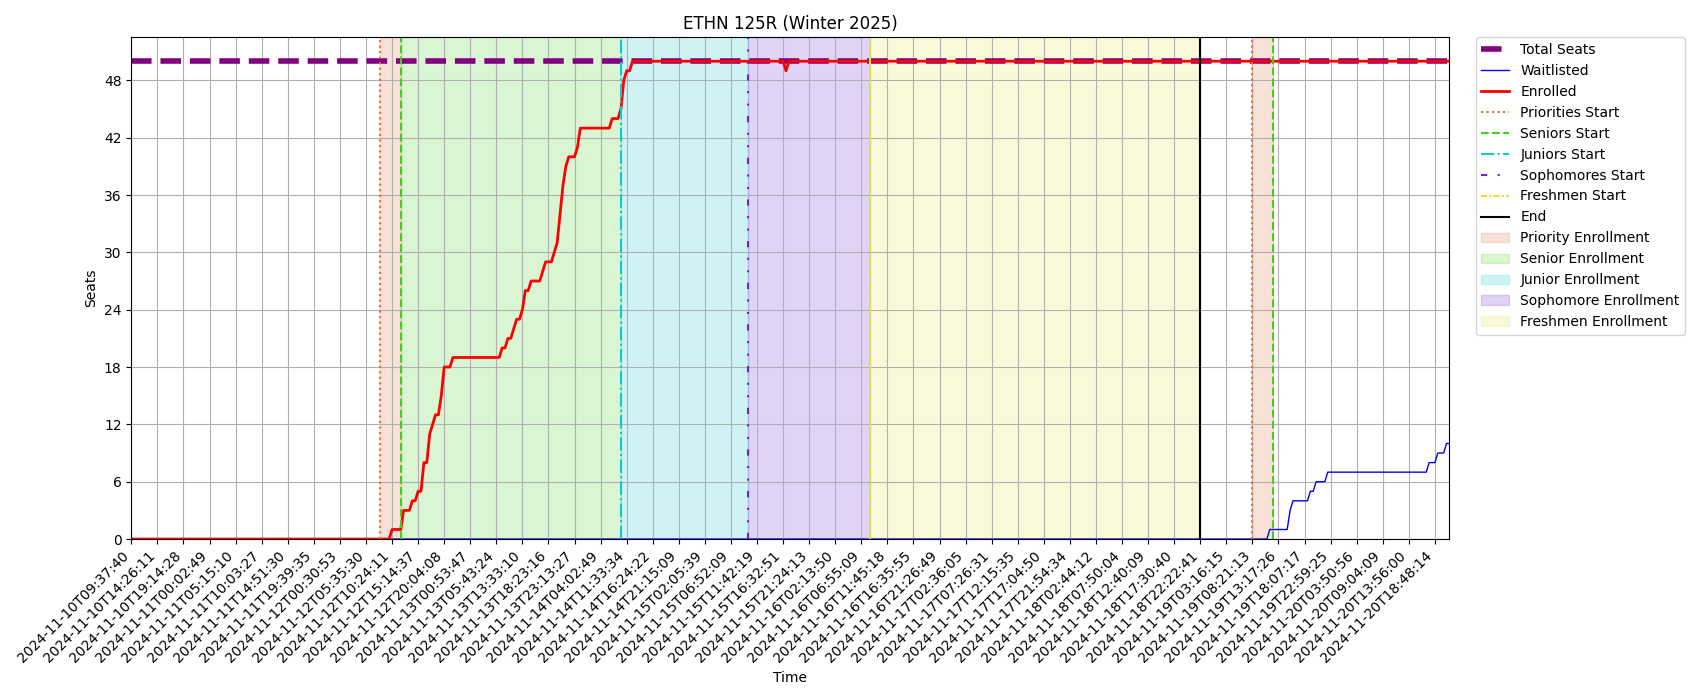 ETHN 125R (Winter 2025)
Seats
48
42
36
30
24
18
12
6
0
2024-11-10T09:37:40
2024-11-10T14:26:11
2024-11-10T19:14:28
2024-11-11T00:02:49
2024-11-11T05:15:10
2024-11-11T10:03:27
2024-11-11T14:51:30
2024-11-11T19:39:35
2024-11-12T00:30:53
2024-11-12T05:35:30
2024-11-12T10:24:11
2024-11-12T15:14:37
2024-11-12T20:04:08
2024-11-13T00:53:47
2024-11-13T05:43:24
2024-11-13T13:33:10
2024-11-13T18:23:16
2024-11-13T23:13:27
2024-11-14T04:02:49
2024-11-14T11:33:34
2024-11-14T16:24:22
2024-11-14T21:15:09
2024-11-15T02:05:39
2024-11-15T06:52:09
2024-11-15T11:42:19
2024-11-15T16:32:51
2024-11-15T21:24:13
2024-11-16T02:13:50
2024-11-16T06:55:09
2024-11-16T11:45:18
2024-11-16T16:35:55
2024-11-16T21:26:49
2024-11-17T02:36:05
2024-11-17T07:26:31
2024-11-17T12:15:35
2024-11-17T17:04:50
2024-11-17T21:54:34
2024-11-18T02:44:12
2024-11-18T07:50:04
2024-11-18T12:40:09
2024-11-18T17:30:40
2024-11-18T22:22:41
2024-11-19T03:16:15
2024-11-19T08:21:13
2024-11-19T13:17:26
2024-11-19T18:07:17
2024-11-19T22:59:25
2024-11-20T03:50:56
2024-11-20T09:04:09
2024-11-20T13:56:00
2024-11-20T18:48:14
Time
Total Seats
Waitlisted
Enrolled
Priorities Start
Seniors Start
Juniors Start
Sophomores Start
Freshmen Start
End
Priority Enrollment
Senior Enrollment
Junior Enrollment
Sophomore Enrollment
Freshmen Enrollment